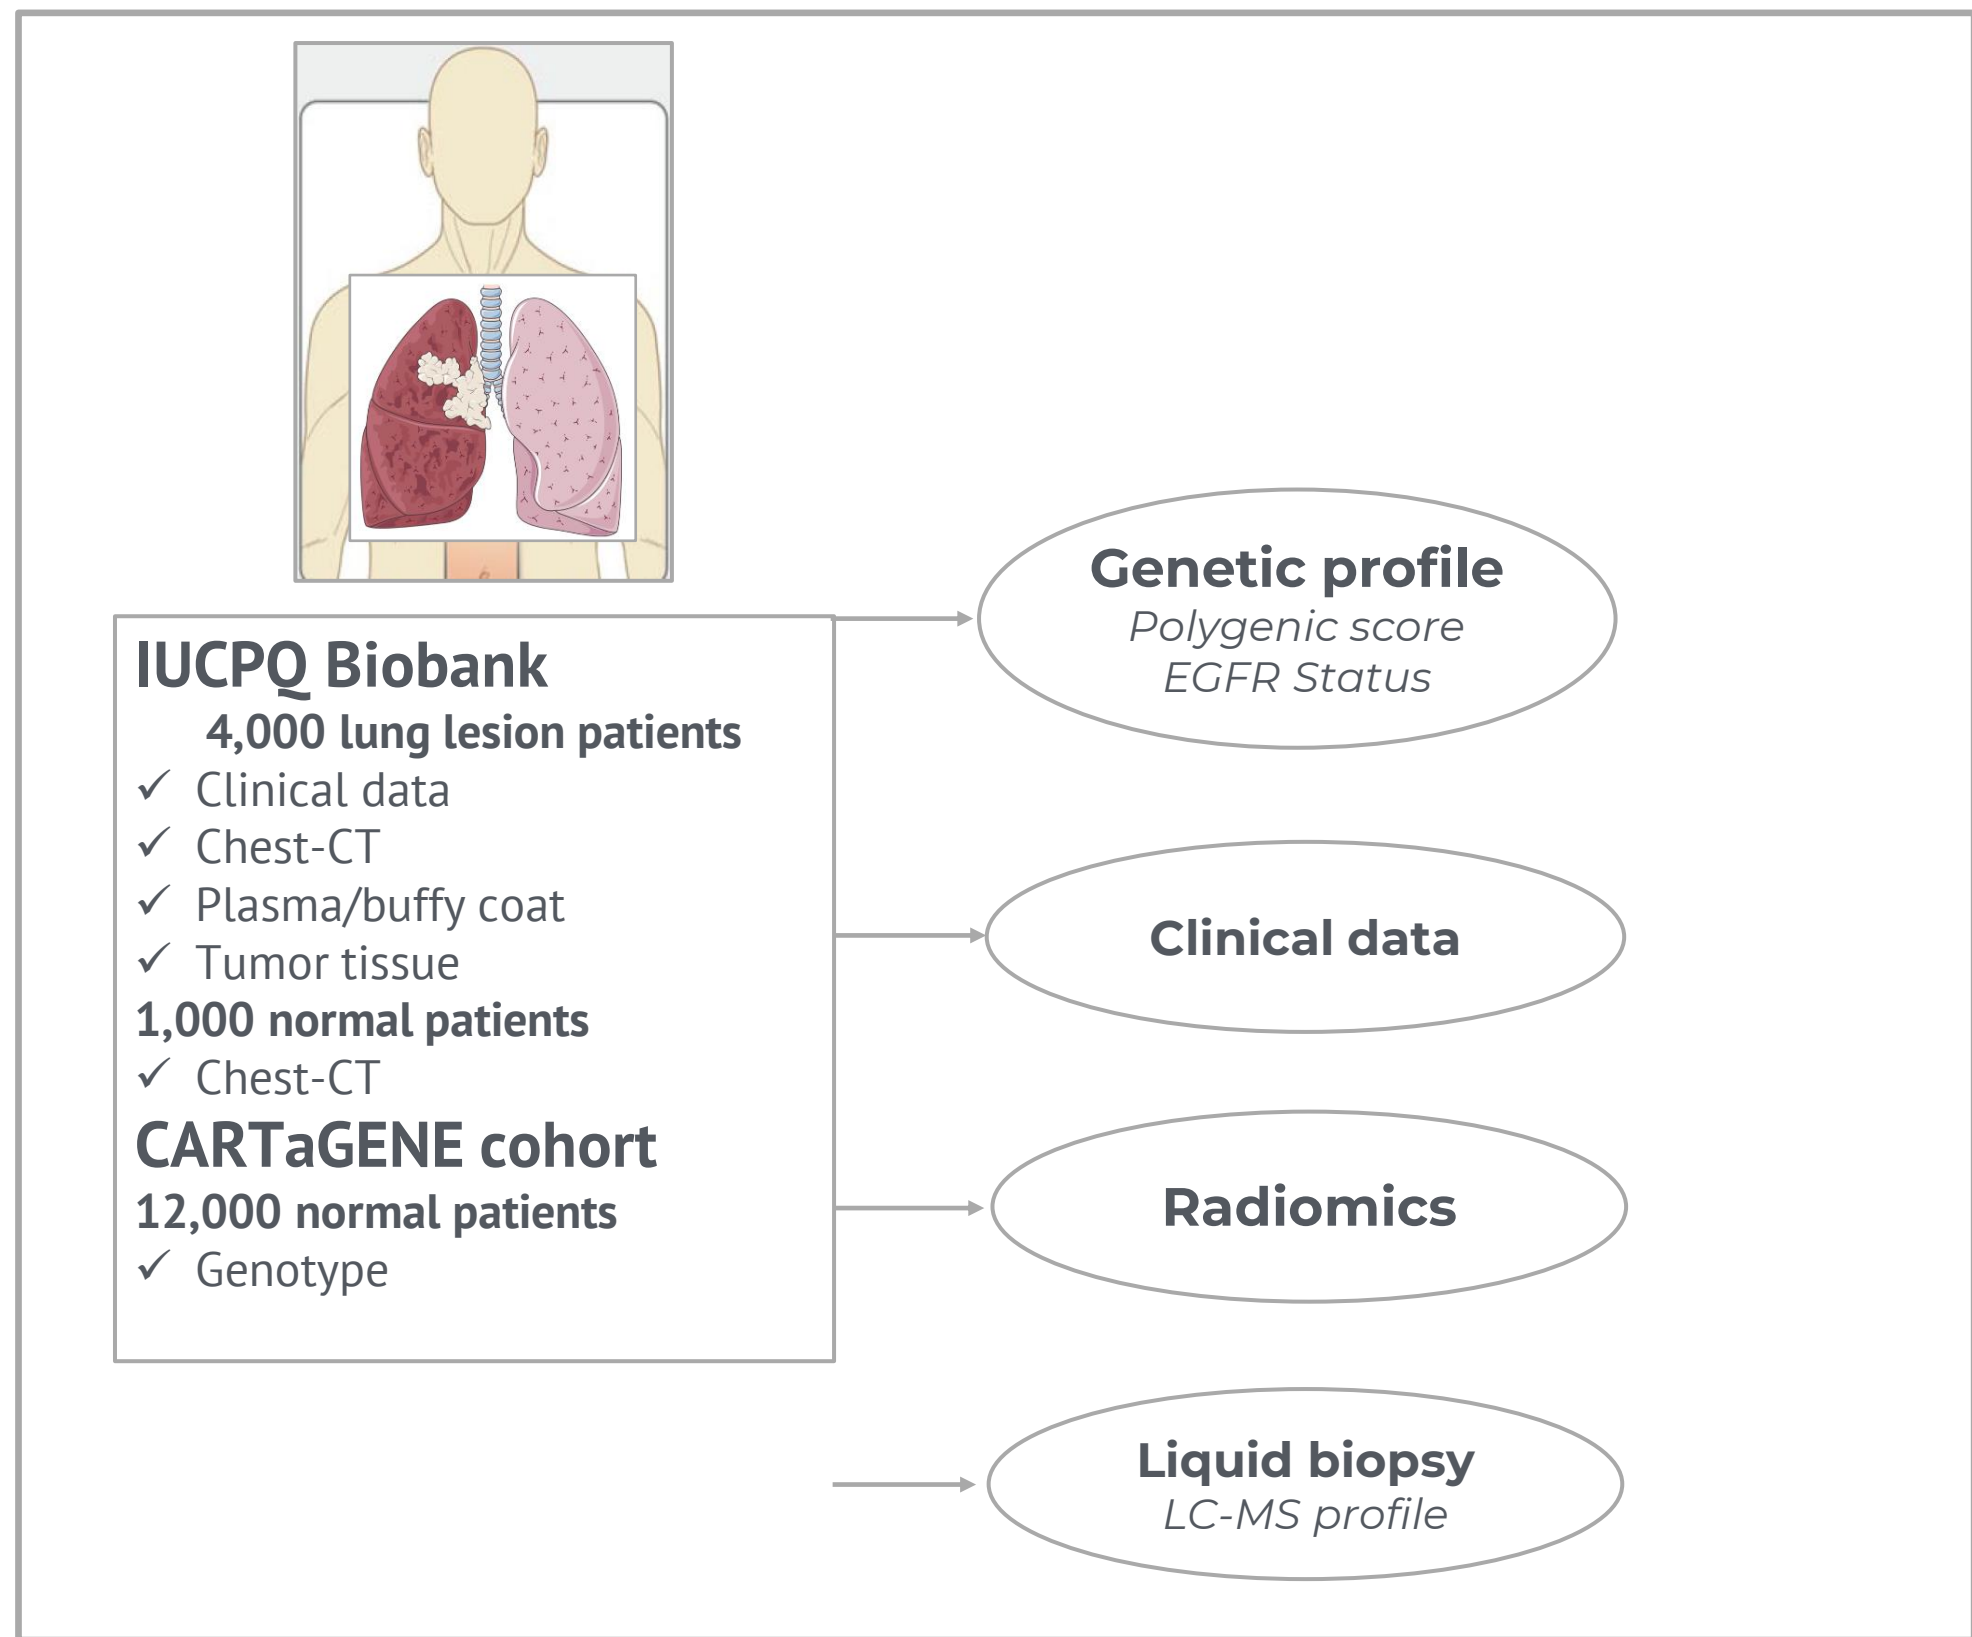 IUCPQ Biobank
4,000 lung lesion patients
✓ Clinical data
✓ Chest-CT
✓ Plasma/buffy coat
✓ Tumor tissue
1,000 normal patients
✓ Chest-CT
CARTaGENE cohort
12,000 normal patients
✓ Genotype
Genetic profile
Polygenic score
EGFR Status
Clinical data
Radiomics
Liquid biopsy
LC-MS profile